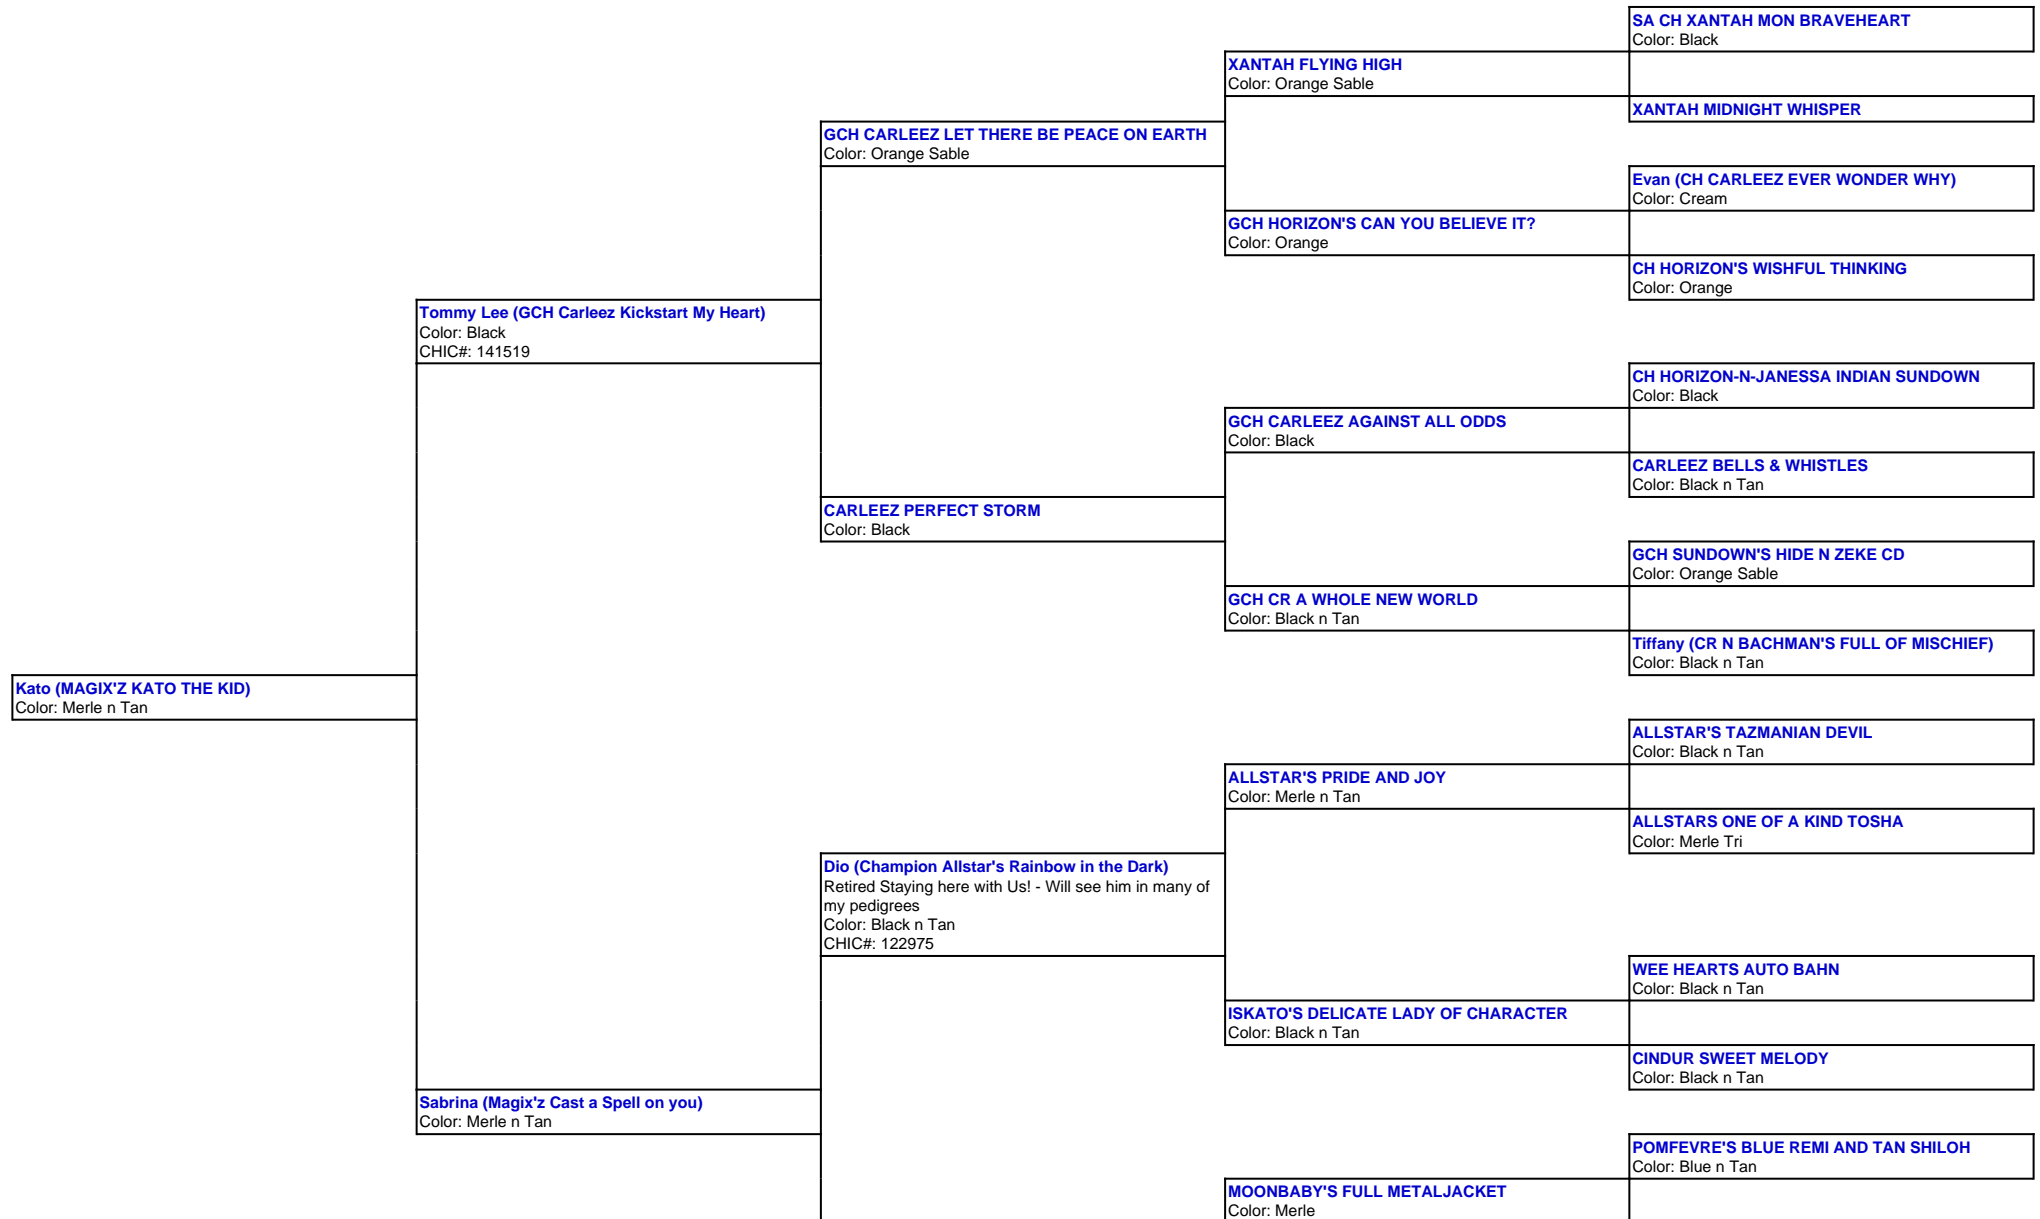 SA CH XANTAH MON BRAVEHEART
Color: Black
XANTAH FLYING HIGH
Color: Orange Sable
XANTAH MIDNIGHT WHISPER
GCH CARLEEZ LET THERE BE PEACE ON EARTH
Color: Orange Sable
Evan (CH CARLEEZ EVER WONDER WHY)
Color: Cream
GCH HORIZON'S CAN YOU BELIEVE IT?
Color: Orange
CH HORIZON'S WISHFUL THINKING
Color: Orange
Tommy Lee (GCH Carleez Kickstart My Heart)
Color: Black
CHIC#: 141519
CH HORIZON-N-JANESSA INDIAN SUNDOWN
Color: Black
GCH CARLEEZ AGAINST ALL ODDS
Color: Black
CARLEEZ BELLS & WHISTLES
Color: Black n Tan
CARLEEZ PERFECT STORM
Color: Black
GCH SUNDOWN'S HIDE N ZEKE CD
Color: Orange Sable
GCH CR A WHOLE NEW WORLD
Color: Black n Tan
Tiffany (CR N BACHMAN'S FULL OF MISCHIEF)
Color: Black n Tan
Kato (MAGIX'Z KATO THE KID)
Color: Merle n Tan
ALLSTAR'S TAZMANIAN DEVIL
Color: Black n Tan
ALLSTAR'S PRIDE AND JOY
Color: Merle n Tan
ALLSTARS ONE OF A KIND TOSHA
Color: Merle Tri
Dio (Champion Allstar's Rainbow in the Dark)
Retired Staying here with Us! - Will see him in many of
my pedigrees
Color: Black n Tan
CHIC#: 122975
WEE HEARTS AUTO BAHN
Color: Black n Tan
ISKATO'S DELICATE LADY OF CHARACTER
Color: Black n Tan
CINDUR SWEET MELODY
Color: Black n Tan
Sabrina (Magix'z Cast a Spell on you)
Color: Merle n Tan
POMFEVRE'S BLUE REMI AND TAN SHILOH
Color: Blue n Tan
MOONBABY'S FULL METALJACKET
Color: Merle